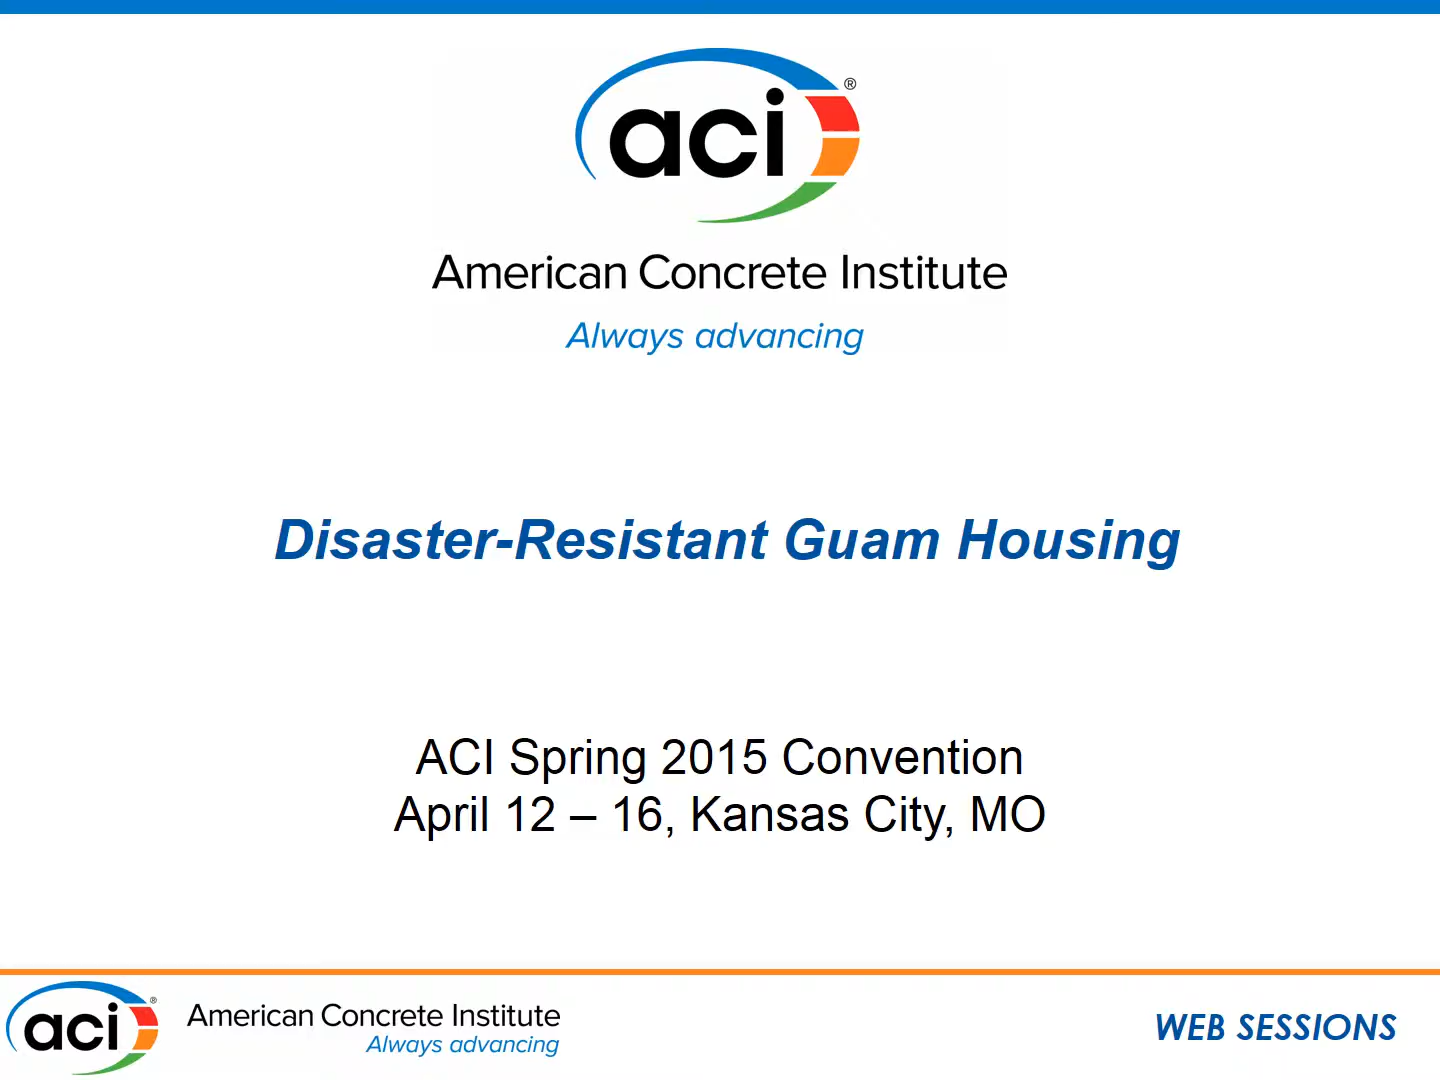 aci®
American Concrete Institute
Always advancing
Disaster-Resistant Guam Housing
ACI Spring 2015 Convention
April 12 – 16, Kansas City, MO
aci®
American Concrete Institute
Always advancing
WEB SESSIONS